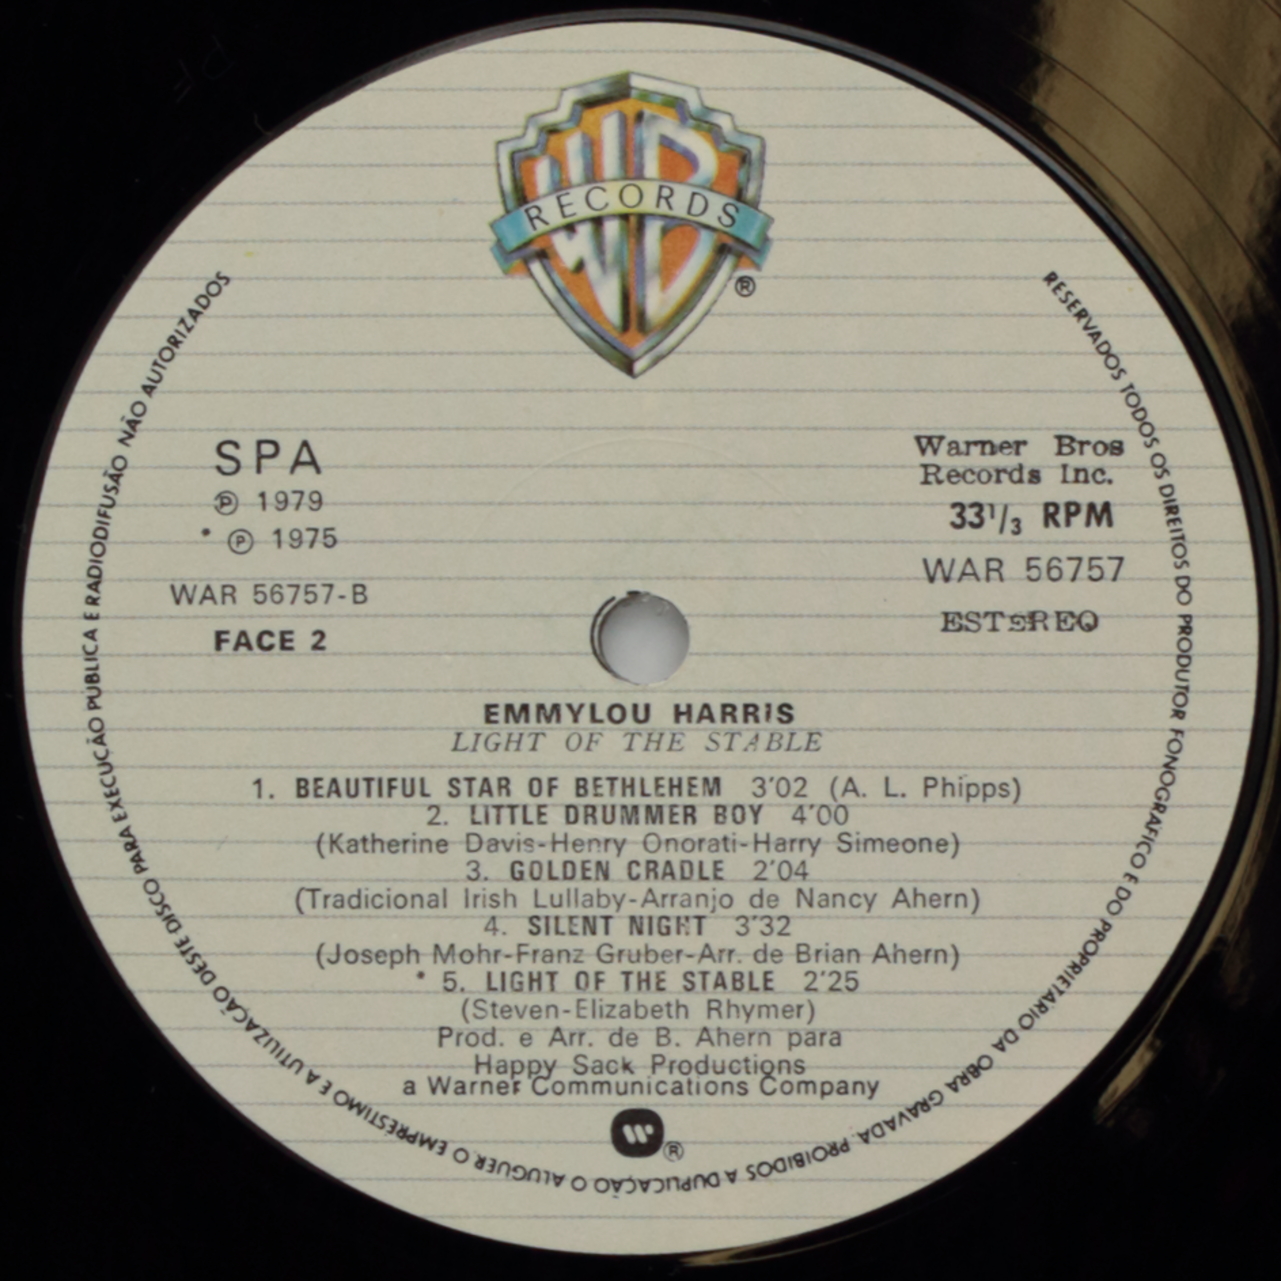 WB
RECORDS
®
SPA
℗ 1979
* ℗ 1975
WAR 56757-B
FACE 2
Warner Bros
Records Inc.
33 1/3 RPM
WAR 56757
ESTEREO
EMMYLOU HARRIS
LIGHT OF THE STABLE
1. BEAUTIFUL STAR OF BETHLEHEM 3'02 (A. L. Phipps)
2. LITTLE DRUMMER BOY 4'00
(Katherine Davis-Henry Onorati-Harry Simeone)
3. GOLDEN CRADLE 2'04
(Tradicional Irish Lullaby-Arranjo de Nancy Ahern)
4. SILENT NIGHT 3'32
(Joseph Mohr-Franz Gruber-Arr. de Brian Ahern)
* 5. LIGHT OF THE STABLE 2'25
(Steven-Elizabeth Rhymer)
Prod. e Arr. de B. Ahern para
Happy Sack Productions
a Warner Communications Company
®
RESERVADOS TODOS OS DIREITOS DO PRODUTOR FONOGRAFICO E DO PROPRIETARIO DA OBRA GRAVADA. PROIBIDOS A DUPLICAÇÃO O ALUGUER O EMPRÉSTIMO E A UTILIZAÇÃO DESTE DISCO PARA EXECUÇÃO PUBLICA E RADIODIFUSÃO NÃO AUTORIZADOS